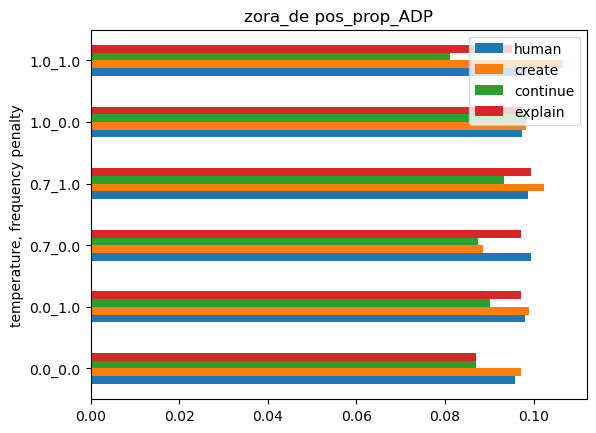 zora_de pos_prop_ADP
human
create
continue
explain
temperature, frequency penalty
1.0_1.0
1.0_0.0
0.7_1.0
0.7_0.0
0.0_1.0
0.0_0.0
0.00 0.02 0.04 0.06 0.08 0.10